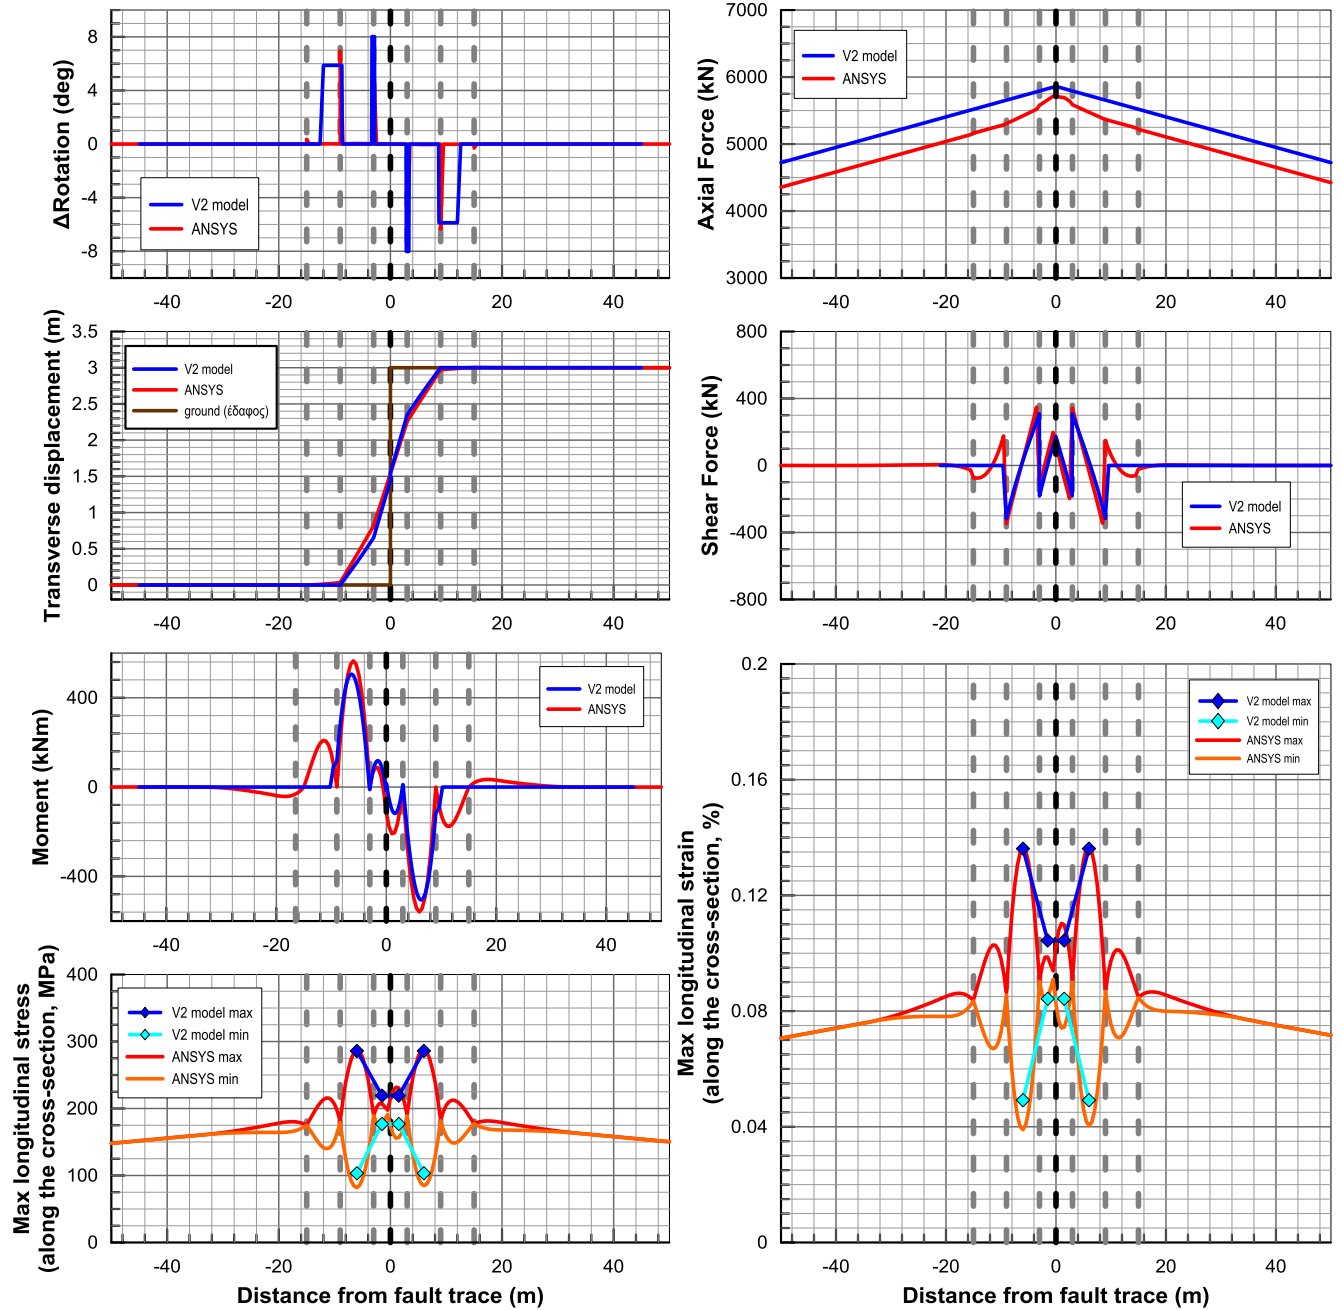 ΔRotation (deg)
8
4
0
-4
-8
V2 model
ANSYS
-40
-20
0
20
40
Axial Force (kN)
7000
6000
5000
4000
3000
V2 model
ANSYS
-40
-20
0
20
40
Transverse displacement (m)
3.5
3
2.5
2
1.5
1
0.5
0
V2 model
ANSYS
ground (έδαφος)
-40
-20
0
20
40
Shear Force (kN)
800
400
0
-400
-800
V2 model
ANSYS
-40
-20
0
20
40
Moment (kNm)
400
0
-400
V2 model
ANSYS
-40
-20
0
20
40
Max longitudinal stress
(along the cross-section, MPa)
400
300
200
100
0
V2 model max
V2 model min
ANSYS max
ANSYS min
-40
-20
0
20
40
Distance from fault trace (m)
Max longitudinal strain
(along the cross-section, %)
0.2
0.16
0.12
0.08
0.04
0
V2 model max
V2 model min
ANSYS max
ANSYS min
-40
-20
0
20
40
Distance from fault trace (m)